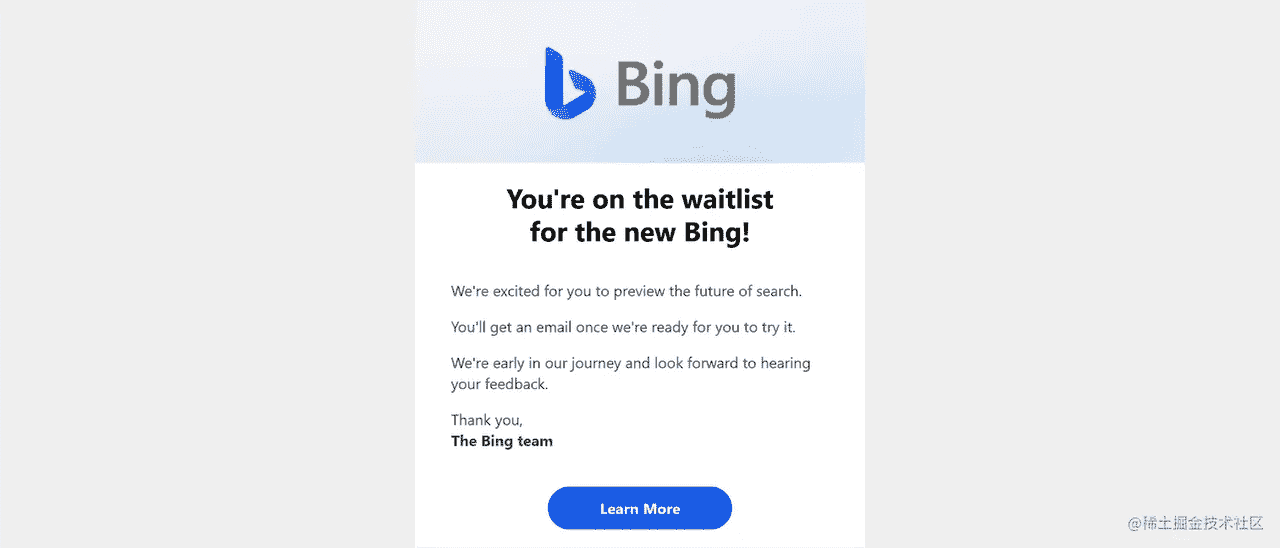 Bing
You're on the waitlist
for the new Bing!
We're excited for you to preview the future of search.
You'll get an email once we're ready for you to try it.
We're early in our journey and look forward to hearing
your feedback.
Thank you,
The Bing team
Learn More
@稀土掘金技术社区